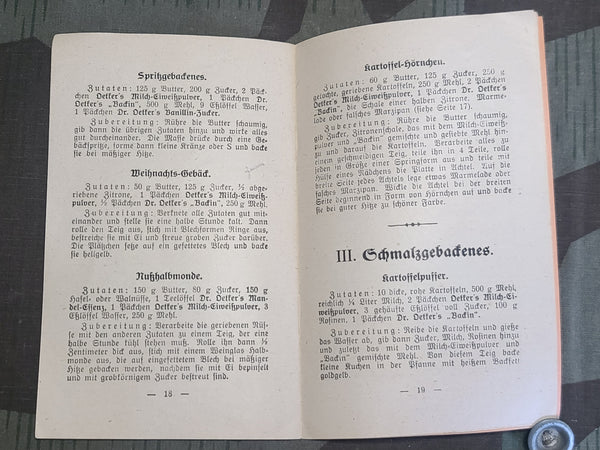 Spritzgebackenes.
Zutaten: 125 g Butter, 200 g Zucker, 2 Päck-
chen Oetker's Milch-Eiweißpulver, 1 Päckchen Dr.
Oetker's „Backin", 500 g Mehl, 9 Eßlöffel Wasser,
1 Päckchen Dr. Oetker's Vanillin-Zucker.
Zubereitung: Rühre die Butter schaumig,
gib dann die übrigen Zutaten hinzu und wirke alles
gut durcheinander. Die Masse drücke durch eine Ge-
bäckspritze, forme dann kleine Kränze oder S und backe
sie bei mäßiger Hitze.
Weihnachts-Gebäck.
Zutaten: 50 g Butter, 125 g Zucker, ½ abge-
riebene Zitrone, 1 Päckchen Oetker's Milch-Eiweiß-
pulver, ½ Päckchen Dr. Oetker's „Backin", 250 g Mehl.
Zubereitung: Verknete alle Zutaten gut mit-
einander und stelle sie eine halbe Stunde kalt. Dann
rolle den Teig aus, stich mit Blechformen Ringe aus,
bestreiche sie mit Ei und streue groben Zucker darüber.
Die Plätzchen setze auf ein gefettetes Blech und backe
sie hellgelb.
Nußhalbmonde.
Zutaten: 150 g Butter, 80 g Zucker, 150 g
Hasel- oder Walnüsse, 1 Teelöffel Dr. Oetker's Man-
del-Essenz, 1 Päckchen Oetker's Milch-Eiweißpulver, 3
Eßlöffel Wasser, 250 g Mehl.
Zubereitung: Verarbeite die geriebenen Nüs-
se mit den anderen Zutaten zu einem Teig, der eine
halbe Stunde kühl stehen muß. Rolle ihn dann ½
Zentimeter dick aus, stich mit einem Weinglas Halb-
monde aus, die auf eingefettetem Blech bei mäßiger
Hitze gebacken werden, nachdem sie mit Ei bepinselt
und mit grobkörnigem Zucker bestreut sind.
— 18 —
Kartoffel-Hörnchen.
Zutaten: 60 g Butter, 125 g Zucker, 250 g
gekochte, geriebene Kartoffeln, 250 g Mehl, 2 Päckchen
Oetker's Milch-Eiweißpulver, 1 Päckchen Dr. Oetker's
„Backin", die Schale einer halben Zitrone. Marme-
lade oder falsches Marzipan (siehe Seite 17).
Zubereitung: Rühre die Butter schaumig,
gib Zucker, Zitronenschale, das mit dem Milch-Eiweiß-
pulver und „Backin" gemischte und gesiebte Mehl hin-
zu und darauf die Kartoffeln. Verarbeite alles zu
einem geschmeidigen Teig, teile ihn in 4 Teile, rolle
jeden in Größe einer Springform aus und teile mit
Hilfe eines Rädchens die Platte in Achtel. Auf die
breite Seite jedes Achtels lege etwas Marmelade oder
falsches Marzipan. Wickle die Achtel bei der breiten
Seite beginnend in Form von Hörnchen auf und backe
sie bei guter Hitze zu schöner Farbe.
III. Schmalzgebackenes.
Kartoffelpuffer.
Zutaten: 10 dicke, rohe Kartoffeln, 500 g Mehl,
reichlich ¼ Liter Milch, 2 Päckchen Oetker's Milch-Ei-
weißpulver, 3 gehäufte Eßlöffel voll Zucker, 100 g
Rosinen, 1 Päckchen Dr. Oetker's „Backin".
Zubereitung: Reibe die Kartoffeln und gieße
das Wasser ab, gib dann Zucker, Milch, Rosinen hinzu
und zuletzt das mit dem Milch-Eiweißpulver und
„Backin" gemischte Mehl. Von diesem Teig backe
kleine Kuchen in der Pfanne mit heißem Backfett
goldgelb.
— 19 —